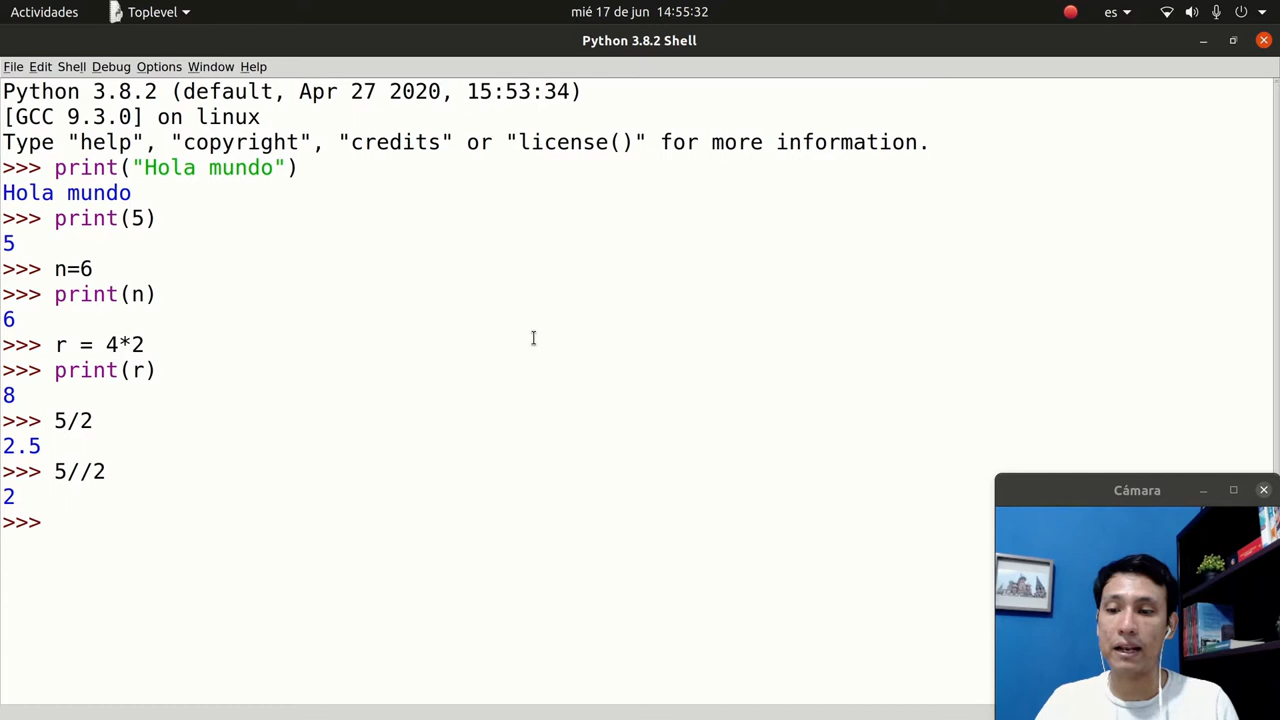 Actividades Toplevel mié 17 de jun 14:55:32 es
Python 3.8.2 Shell
File Edit Shell Debug Options Window Help
Python 3.8.2 (default, Apr 27 2020, 15:53:34)
[GCC 9.3.0] on linux
Type "help", "copyright", "credits" or "license()" for more information.
>>> print("Hola mundo")
Hola mundo
>>> print(5)
5
>>> n=6
>>> print(n)
6
>>> r = 4*2
>>> print(r)
8
>>> 5/2
2.5
>>> 5//2
2
>>>
Cámara